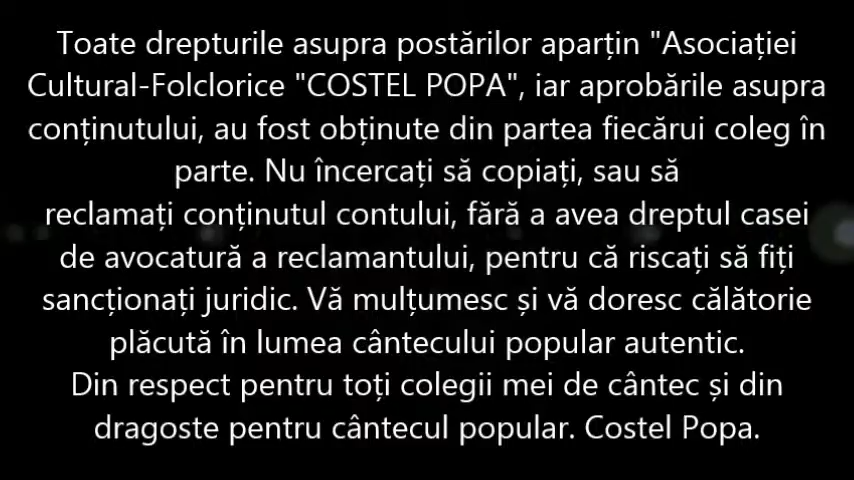 Toate drepturile asupra postărilor aparțin "Asociației
Cultural-Folclorice "COSTEL POPA", iar aprobările asupra
conținutului, au fost obținute din partea fiecărui coleg în
parte. Nu încercați să copiați, sau să
reclamați conținutul contului, fără a avea dreptul casei
de avocatură a reclamantului, pentru că riscați să fiți
sancționați juridic. Vă mulțumesc și vă doresc călătorie
plăcută în lumea cântecului popular autentic.
Din respect pentru toți colegii mei de cântec și din
dragoste pentru cântecul popular. Costel Popa.